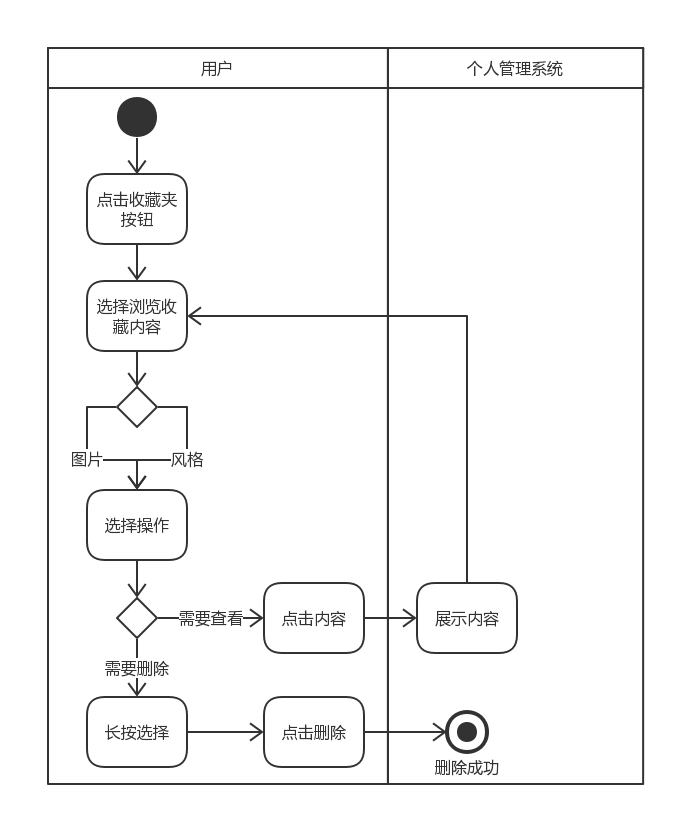 用户
个人管理系统
点击收藏夹
按钮
选择浏览收
藏内容
图片
风格
选择操作
需要查看
点击内容
展示内容
需要删除
长按选择
点击删除
删除成功